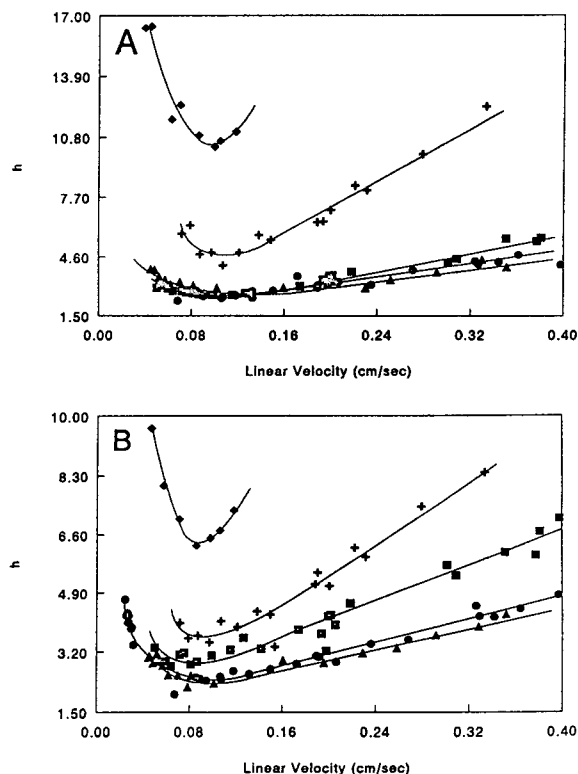 A
17.00
13.90
10.80
7.70
4.60
1.50
h
0.00 0.08 0.16 0.24 0.32 0.40
Linear Velocity (cm/sec)
B
10.00
8.30
6.60
4.90
3.20
1.50
h
0.00 0.08 0.16 0.24 0.32 0.40
Linear Velocity (cm/sec)